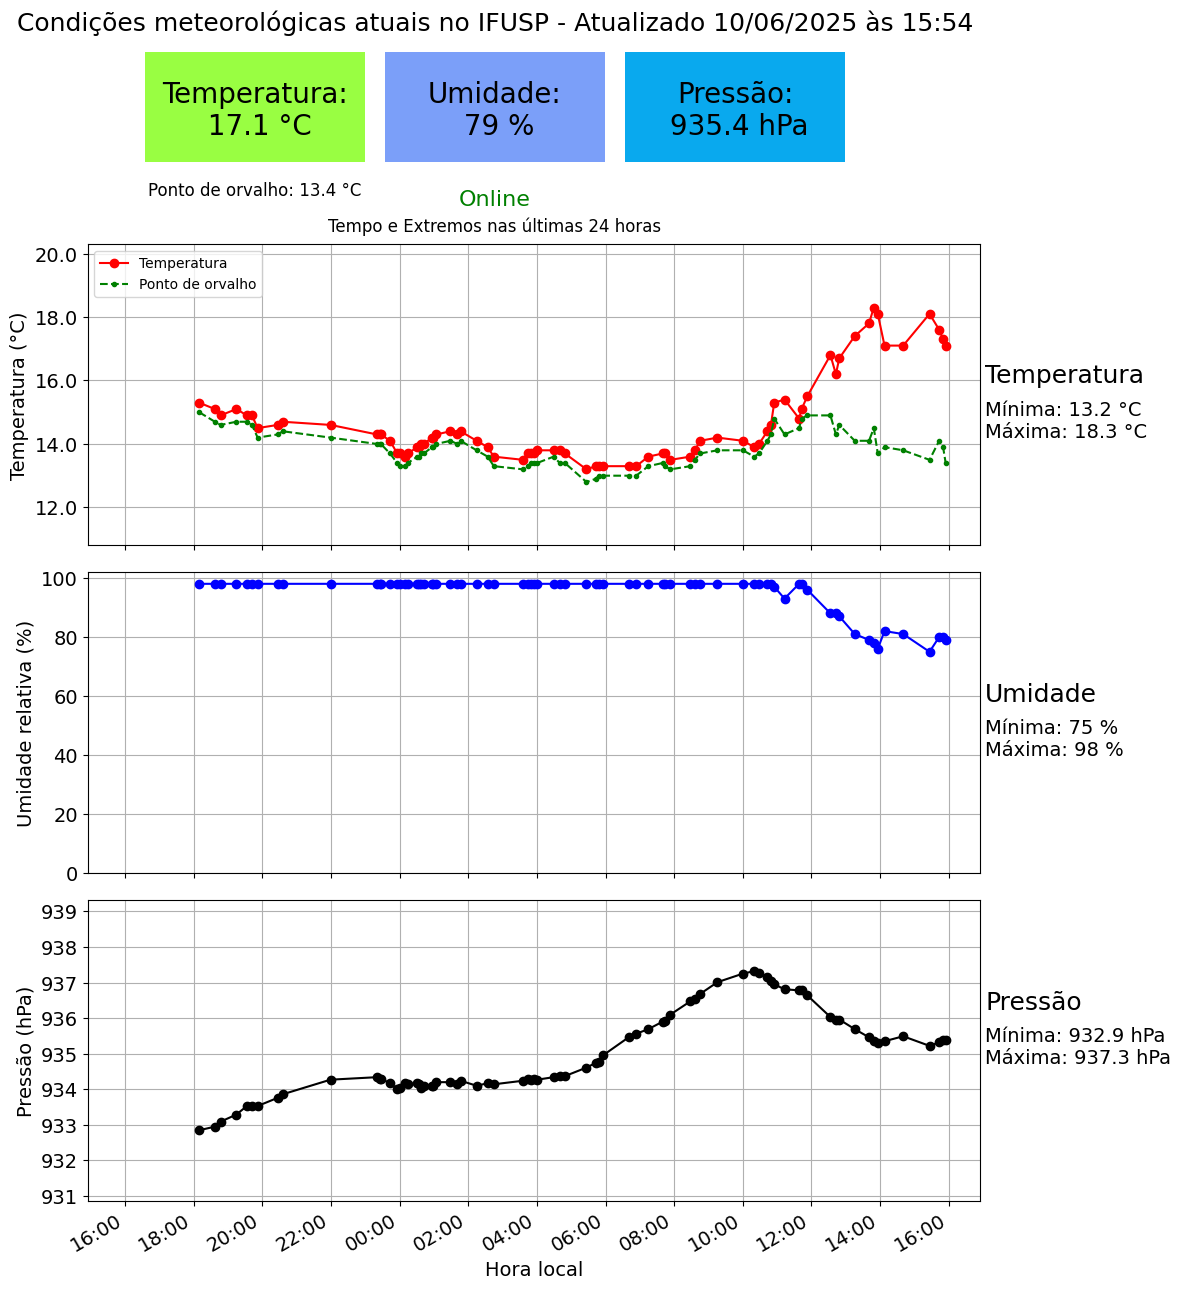 Condições meteorológicas atuais no IFUSP - Atualizado 10/06/2025 às 15:54
Temperatura:
17.1 °C
Umidade:
79 %
Pressão:
935.4 hPa
Ponto de orvalho: 13.4 °C
Online
Tempo e Extremos nas últimas 24 horas
20.0
18.0
16.0
14.0
12.0
Temperatura (°C)
Temperatura
Ponto de orvalho
Temperatura
Mínima: 13.2 °C
Máxima: 18.3 °C
100
80
60
40
20
0
Umidade relativa (%)
Umidade
Mínima: 75 %
Máxima: 98 %
939
938
937
936
935
934
933
932
931
Pressão (hPa)
Pressão
Mínima: 932.9 hPa
Máxima: 937.3 hPa
16:00 18:00 20:00 22:00 00:00 02:00 04:00 06:00 08:00 10:00 12:00 14:00 16:00
Hora local